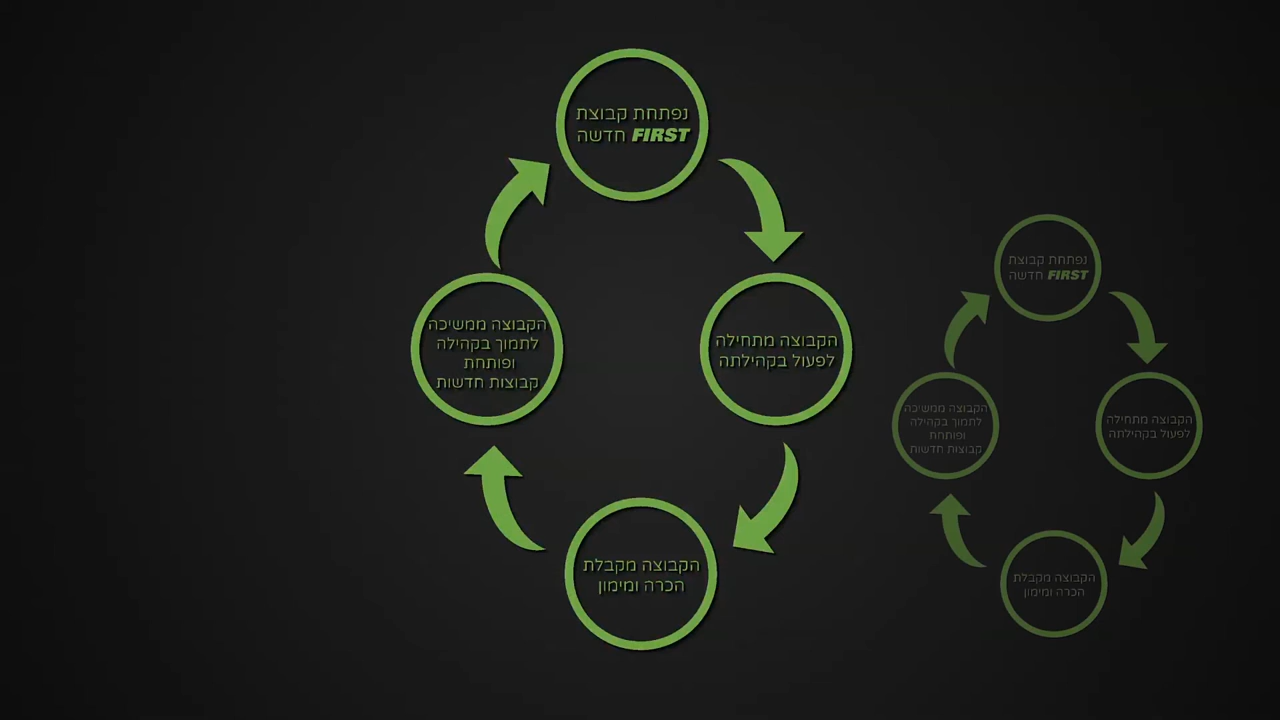 נפתחת קבוצת
FIRST חדשה
הקבוצה מתחילה
לפעול בקהילתה
הקבוצה מקבלת
הכרה ומימון
הקבוצה ממשיכה
לתמוך בקהילה
ופותחת
קבוצות חדשות
נפתחת קבוצת
FIRST חדשה
הקבוצה מתחילה
לפעול בקהילתה
הקבוצה מקבלת
הכרה ומימון
הקבוצה ממשיכה
לתמוך בקהילה
ופותחת
קבוצות חדשות